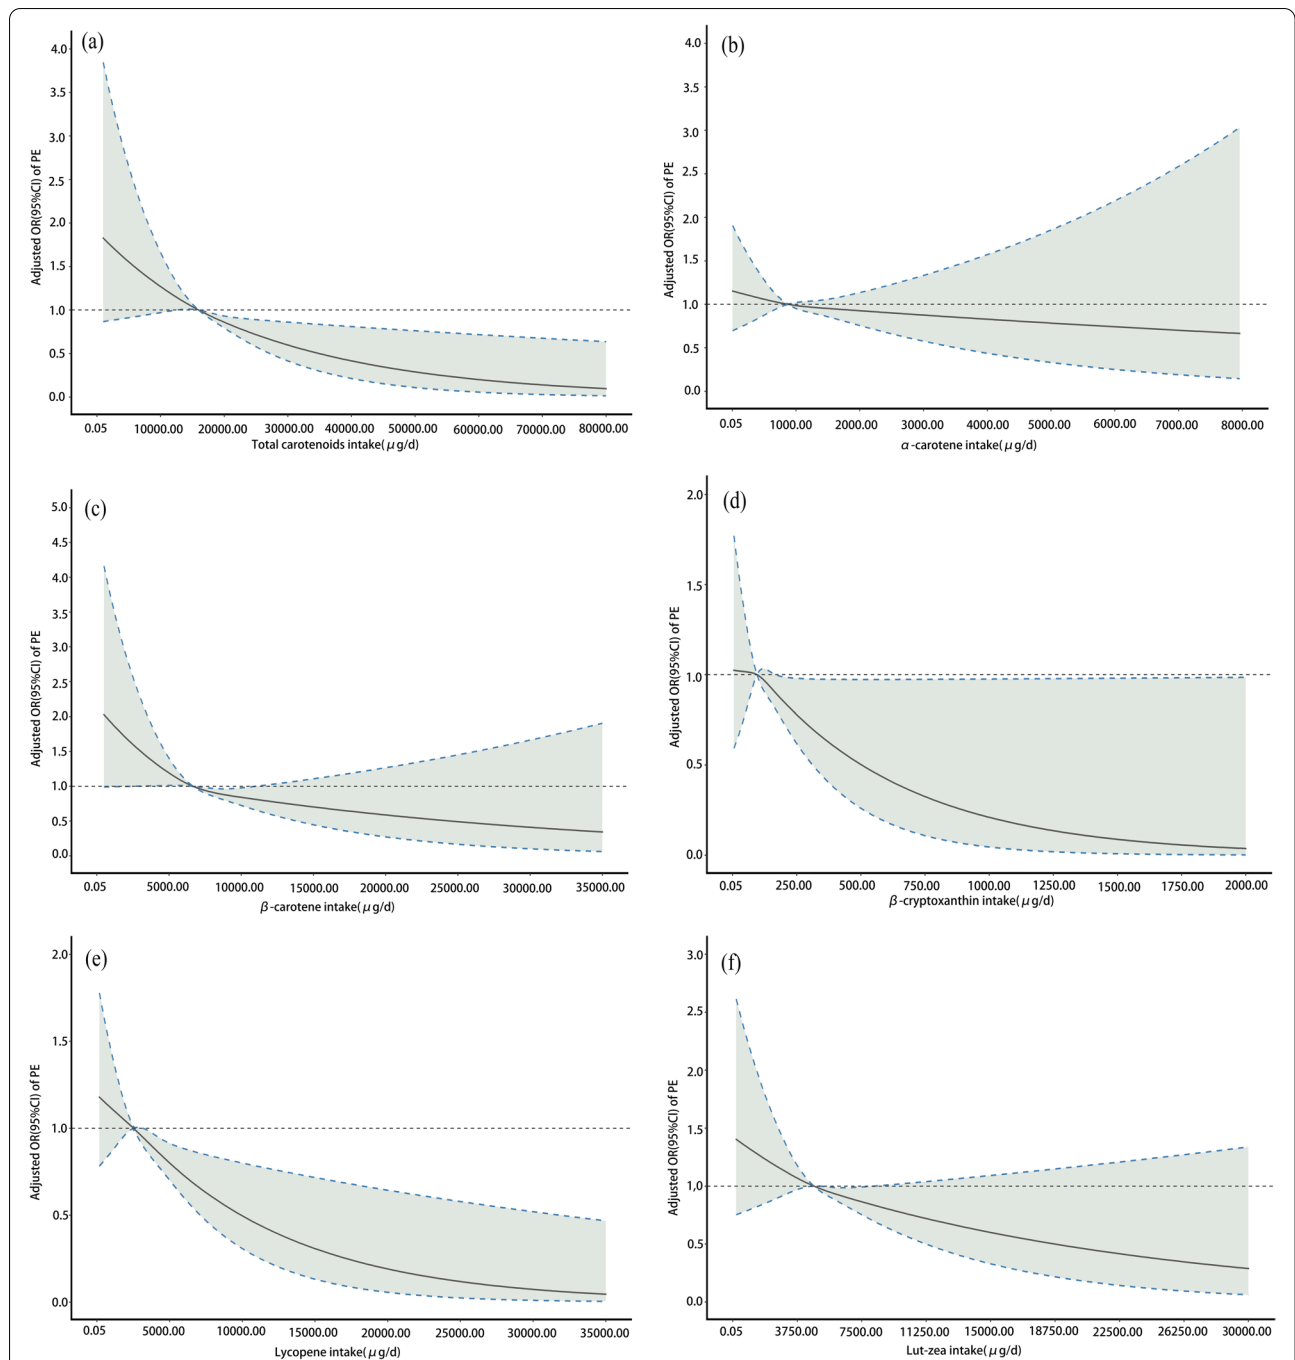 (a)
4.0
3.5
3.0
2.5
2.0
1.5
1.0
0.5
0.0
Adjusted OR(95%CI) of PE
0.05 10000.00 20000.00 30000.00 40000.00 50000.00 60000.00 70000.00 80000.00
Total carotenoids intake(μg/d)
(b)
4.0
3.5
3.0
2.5
2.0
1.5
1.0
0.5
0.0
Adjusted OR(95%CI) of PE
0.05 1000.00 2000.00 3000.00 4000.00 5000.00 6000.00 7000.00 8000.00
α-carotene intake(μg/d)
(c)
5.0
4.5
4.0
3.5
3.0
2.5
2.0
1.5
1.0
0.5
0.0
Adjusted OR(95%CI) of PE
0.05 5000.00 10000.00 15000.00 20000.00 25000.00 30000.00 35000.00
β-carotene intake(μg/d)
(d)
2.0
1.5
1.0
0.5
0.0
Adjusted OR(95%CI) of PE
0.05 250.00 500.00 750.00 1000.00 1250.00 1500.00 1750.00 2000.00
β-cryptoxanthin intake(μg/d)
(e)
2.0
1.5
1.0
0.5
0.0
Adjusted OR(95%CI) of PE
0.05 5000.00 10000.00 15000.00 20000.00 25000.00 30000.00 35000.00
Lycopene intake(μg/d)
(f)
3.0
2.5
2.0
1.5
1.0
0.5
0.0
Adjusted OR(95%CI) of PE
0.05 3750.00 7500.00 11250.00 15000.00 18750.00 22500.00 26250.00 30000.00
Lut-zea intake(μg/d)